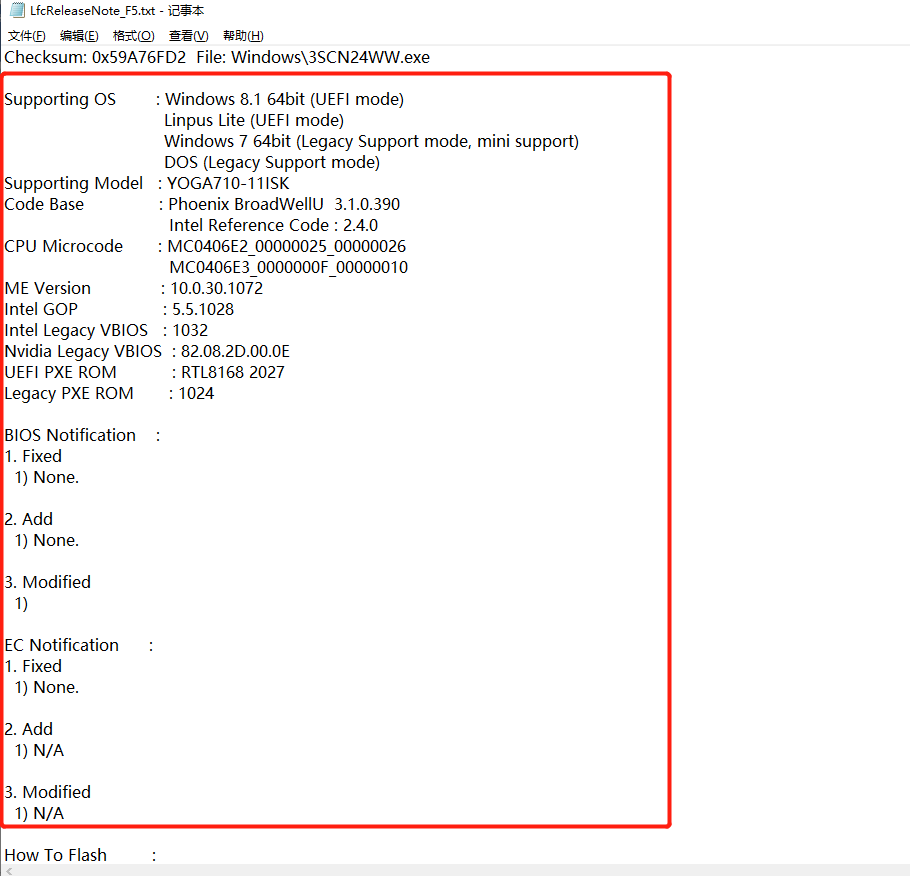 LfcReleaseNote_F5.txt - 记事本
文件(F) 编辑(E) 格式(O) 查看(V) 帮助(H)
Checksum: 0x59A76FD2  File: Windows\3SCN24WW.exe
Supporting OS : Windows 8.1 64bit (UEFI mode)
Linpus Lite (UEFI mode)
Windows 7 64bit (Legacy Support mode, mini support)
DOS (Legacy Support mode)
Supporting Model : YOGA710-11ISK
Code Base : Phoenix BroadWellU  3.1.0.390
Intel Reference Code : 2.4.0
CPU Microcode : MC0406E2_00000025_00000026
MC0406E3_0000000F_00000010
ME Version : 10.0.30.1072
Intel GOP : 5.5.1028
Intel Legacy VBIOS : 1032
Nvidia Legacy VBIOS : 82.08.2D.00.0E
UEFI PXE ROM : RTL8168 2027
Legacy PXE ROM : 1024
BIOS Notification :
1. Fixed
1) None.
2. Add
1) None.
3. Modified
1)
EC Notification :
1. Fixed
1) None.
2. Add
1) N/A
3. Modified
1) N/A
How To Flash :